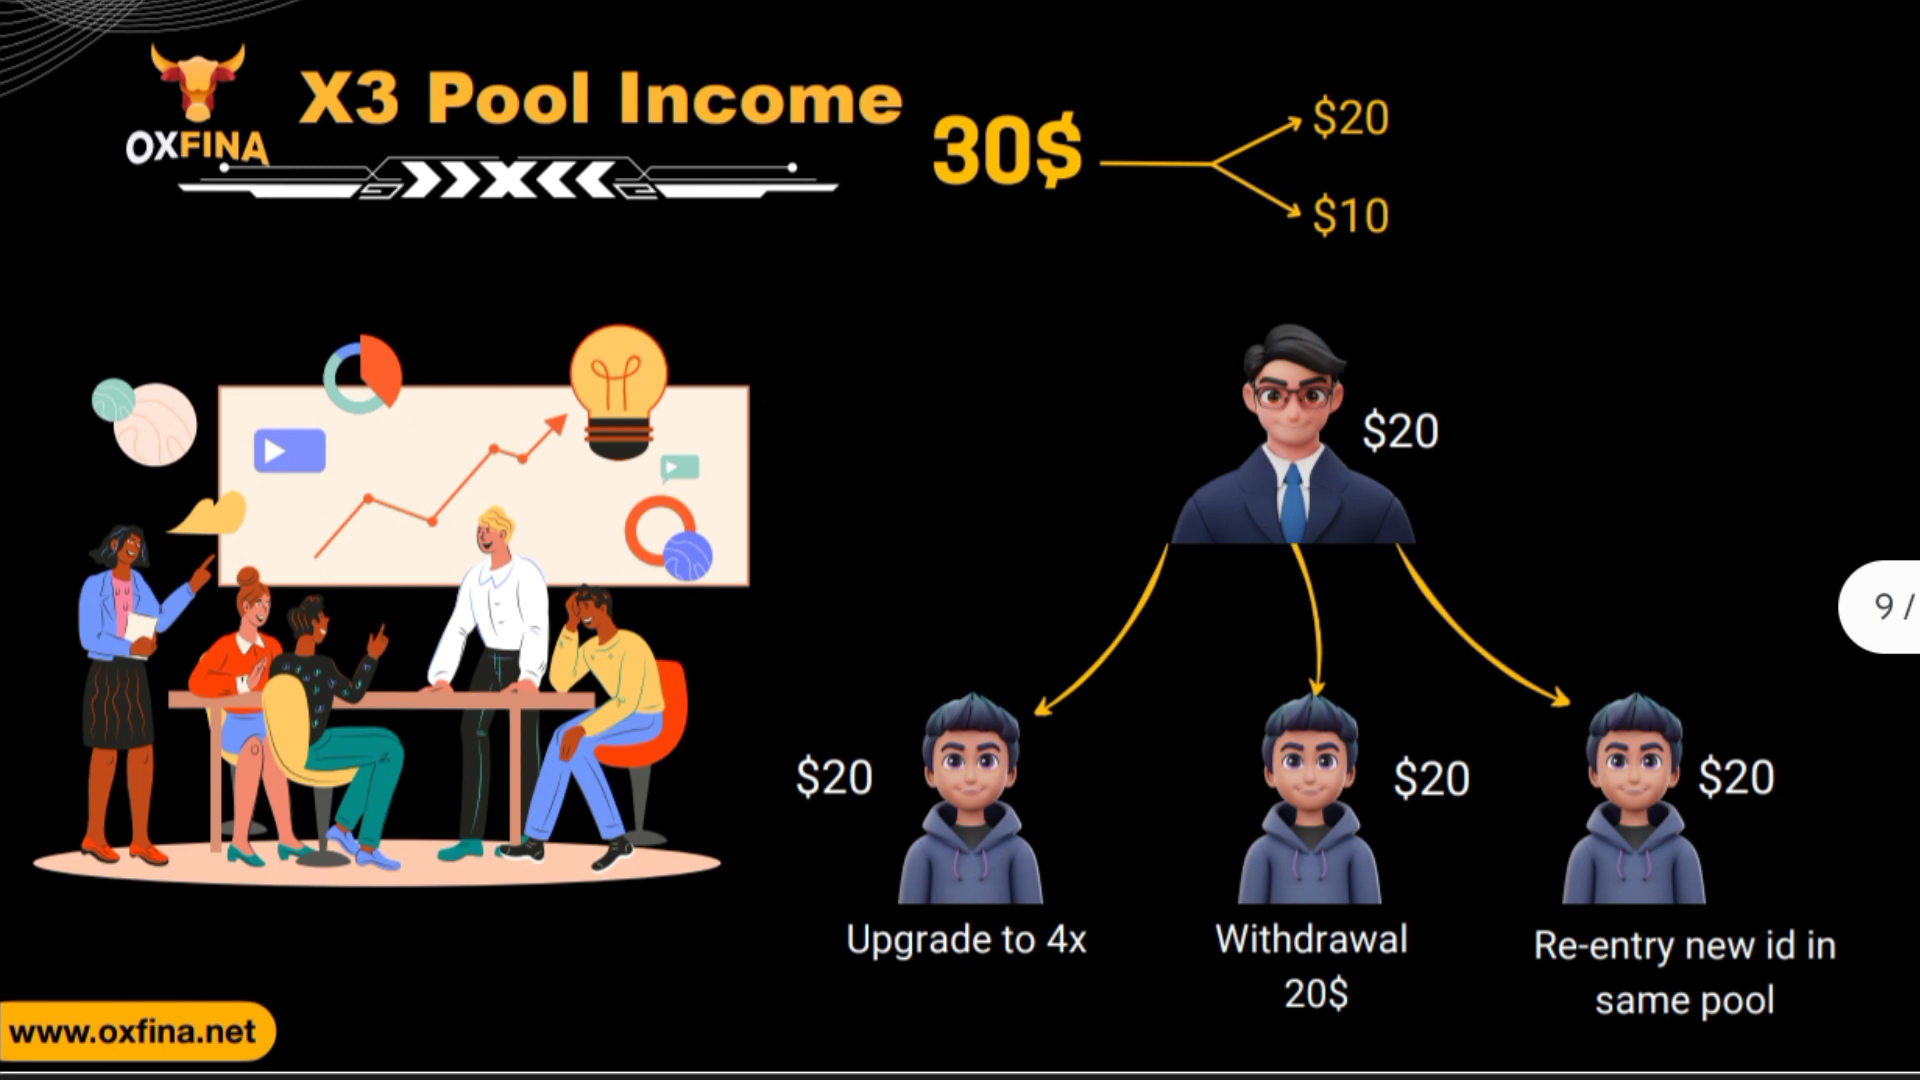 OXFINA
X3 Pool Income
30$
$20
$10
$20
$20
$20
$20
Upgrade to 4x
Withdrawal
20$
Re-entry new id in
same pool
9 /
www.oxfina.net